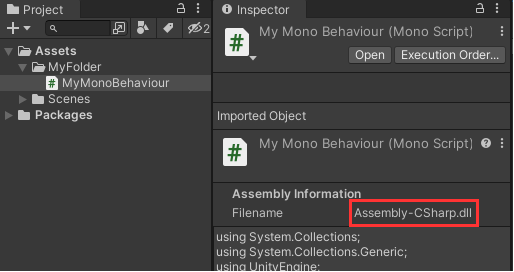 Project
+
2
Assets
MyFolder
MyMonoBehaviour
Scenes
Packages
Inspector
My Mono Behaviour (Mono Script)
Open
Execution Order...
Imported Object
My Mono Behaviour (Mono Script)
Assembly Information
Filename Assembly-CSharp.dll
using System.Collections;
using System.Collections.Generic;
using UnityEngine;